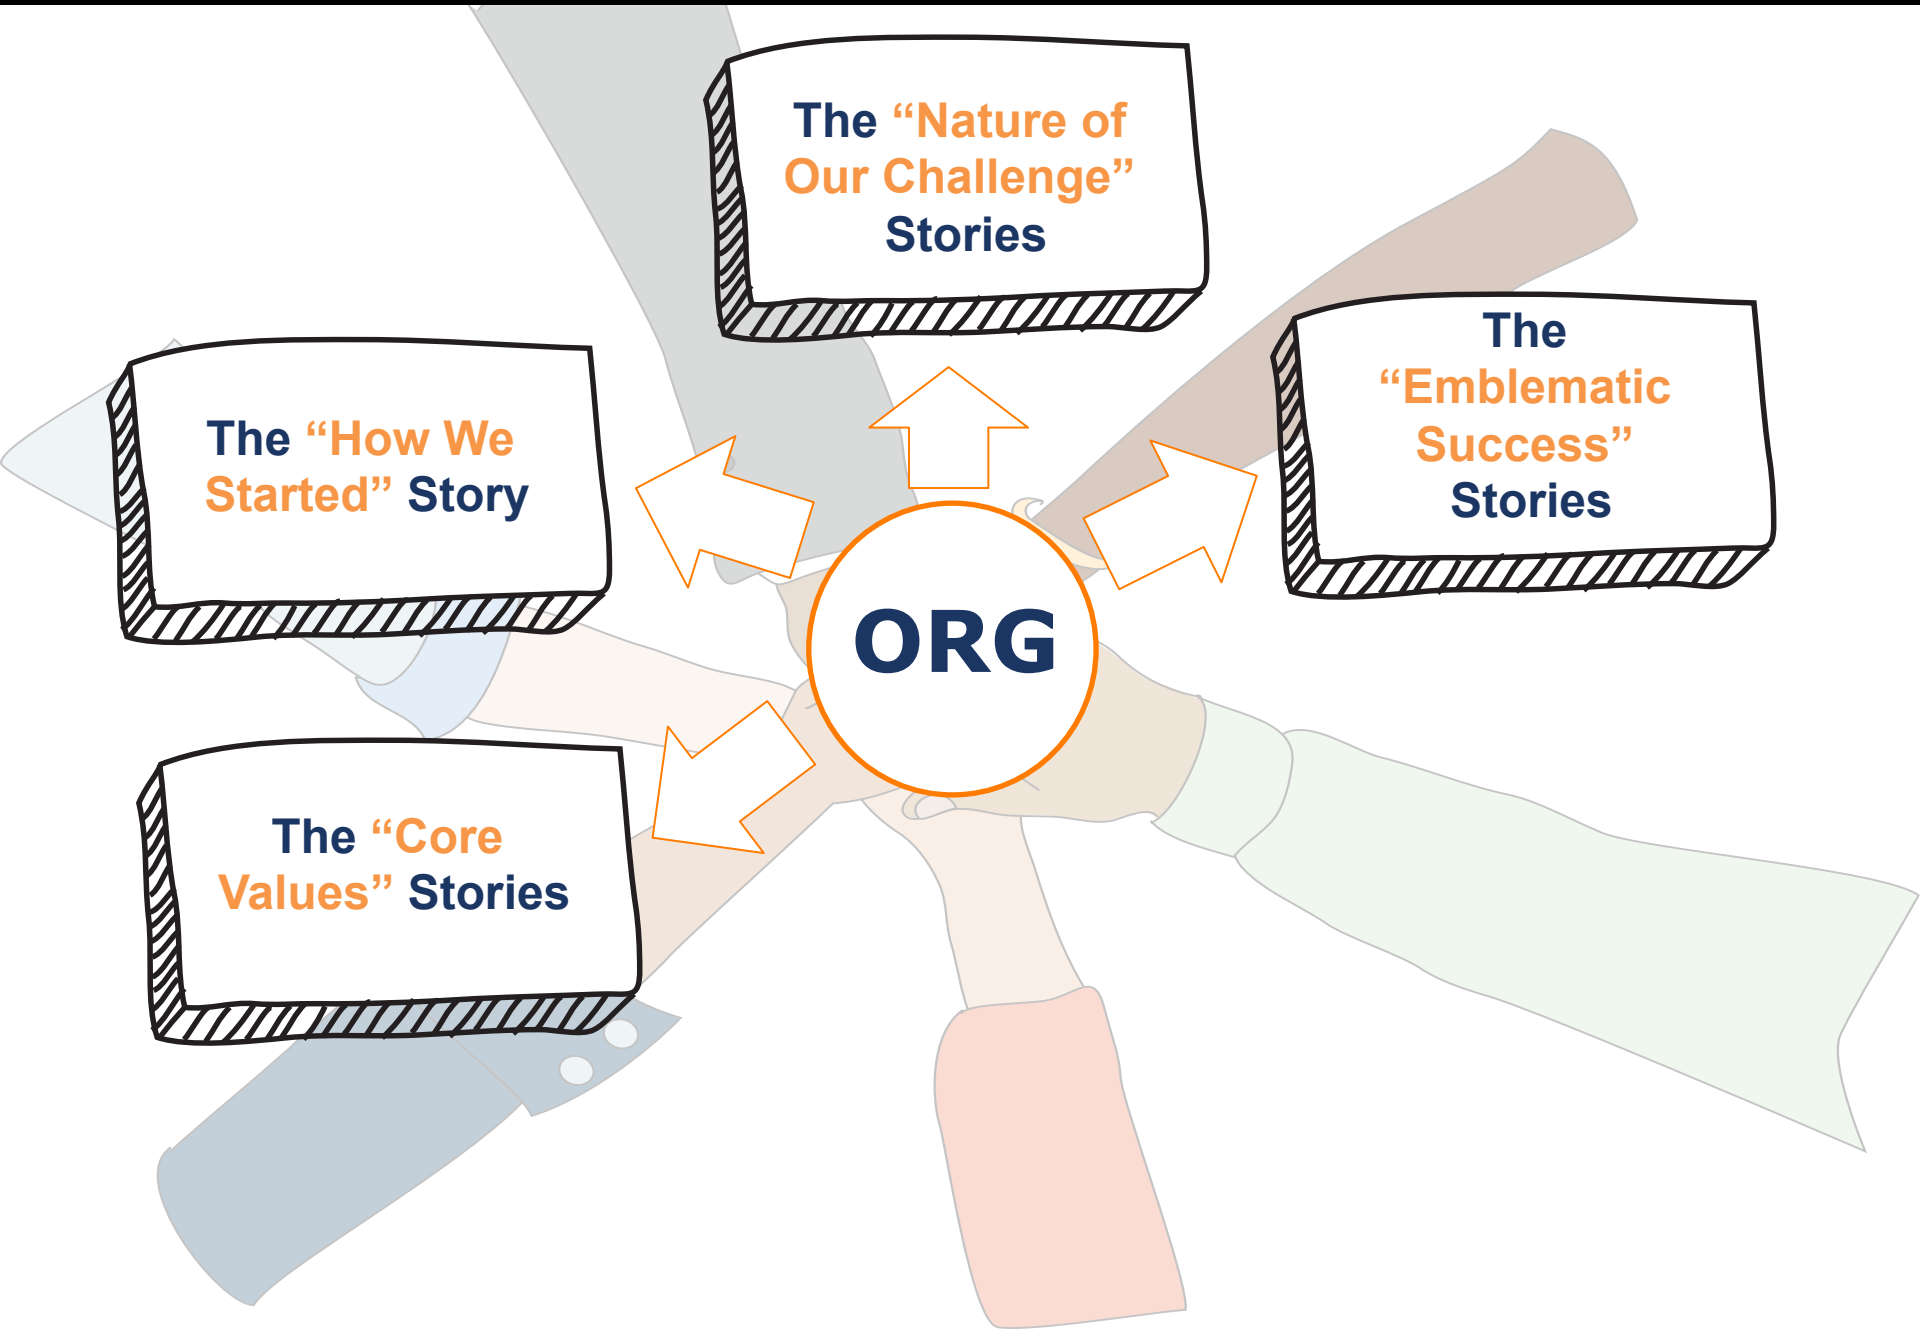 The “Nature of
Our Challenge”
Stories
The
“Emblematic
Success”
Stories
The “How We
Started” Story
ORG
The “Core
Values” Stories